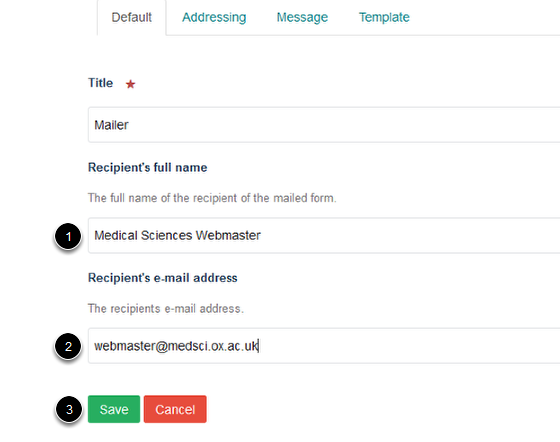 Default Addressing Message Template
Title ★
Mailer
Recipient's full name
The full name of the recipient of the mailed form.
1 Medical Sciences Webmaster
Recipient's e-mail address
The recipients e-mail address.
2 webmaster@medsci.ox.ac.uk
3 Save Cancel